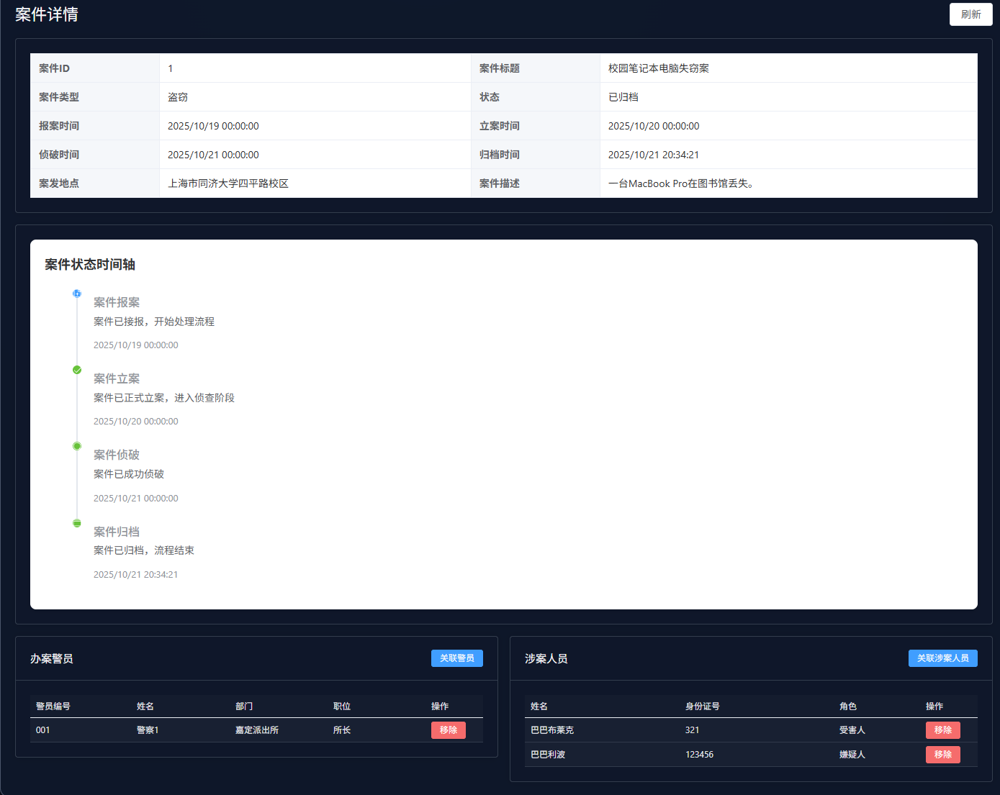 案件详情
刷新
案件ID 1 案件标题 校园笔记本电脑失窃案
案件类型 盗窃 状态 已归档
报案时间 2025/10/19 00:00:00 立案时间 2025/10/20 00:00:00
侦破时间 2025/10/21 00:00:00 归档时间 2025/10/21 20:34:21
案发地点 上海市同济大学四平路校区 案件描述 一台MacBook Pro在图书馆丢失。
案件状态时间轴
案件报案
案件已接报，开始处理流程
2025/10/19 00:00:00
案件立案
案件已正式立案，进入侦查阶段
2025/10/20 00:00:00
案件侦破
案件已成功侦破
2025/10/21 00:00:00
案件归档
案件已归档，流程结束
2025/10/21 20:34:21
办案警员 关联警员
警员编号 姓名 部门 职位 操作
001 警察1 嘉定派出所 所长 移除
涉案人员 关联涉案人员
姓名 身份证号 角色 操作
巴巴布莱克 321 受害人 移除
巴巴利波 123456 嫌疑人 移除